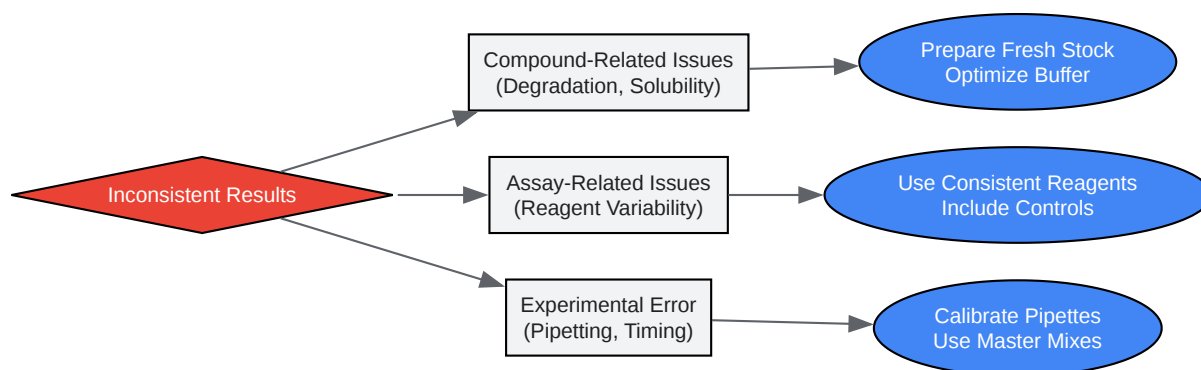 Inconsistent Results
Compound-Related Issues
(Degradation, Solubility)
Prepare Fresh Stock
Optimize Buffer
Assay-Related Issues
(Reagent Variability)
Use Consistent Reagents
Include Controls
Experimental Error
(Pipetting, Timing)
Calibrate Pipettes
Use Master Mixes